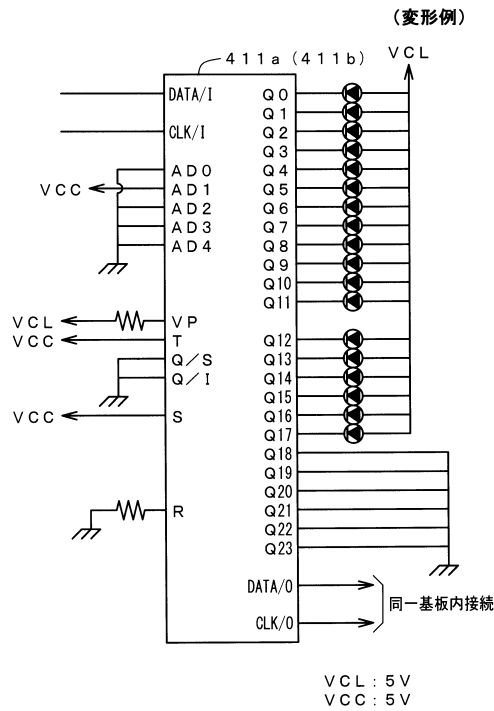 (変形例)
411a(411b)
VCL
DATA/I
CLK/I
AD0
AD1
AD2
AD3
AD4
VCC
VCL
VCC
VP
T
Q/S
Q/I
VCC
S
R
Q0
Q1
Q2
Q3
Q4
Q5
Q6
Q7
Q8
Q9
Q10
Q11
Q12
Q13
Q14
Q15
Q16
Q17
Q18
Q19
Q20
Q21
Q22
Q23
DATA/O
CLK/O
同一基板内接続
VCL:5V
VCC:5V